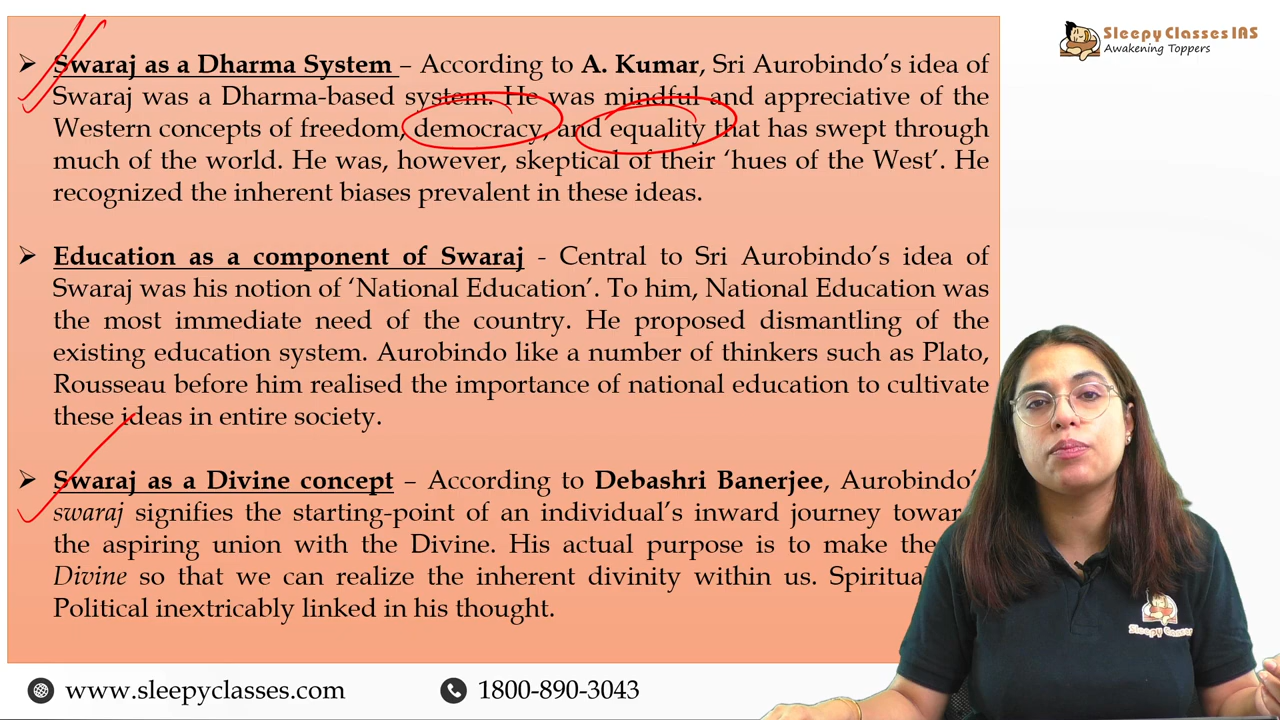 Sleepy Classes IAS
Awakening Toppers
➢ Swaraj as a Dharma System – According to A. Kumar, Sri Aurobindo’s idea of
Swaraj was a Dharma-based system. He was mindful and appreciative of the
Western concepts of freedom, democracy, and equality that has swept through
much of the world. He was, however, skeptical of their ‘hues of the West’. He
recognized the inherent biases prevalent in these ideas.
➢ Education as a component of Swaraj - Central to Sri Aurobindo’s idea of
Swaraj was his notion of ‘National Education’. To him, National Education was
the most immediate need of the country. He proposed dismantling of the
existing education system. Aurobindo like a number of thinkers such as Plato,
Rousseau before him realised the importance of national education to cultivate
these ideas in entire society.
➢ Swaraj as a Divine concept – According to Debashri Banerjee, Aurobindo’
swaraj signifies the starting-point of an individual’s inward journey towar
the aspiring union with the Divine. His actual purpose is to make the
Divine so that we can realize the inherent divinity within us. Spiritual
Political inextricably linked in his thought.
Sleepy Classes
www.sleepyclasses.com
1800-890-3043